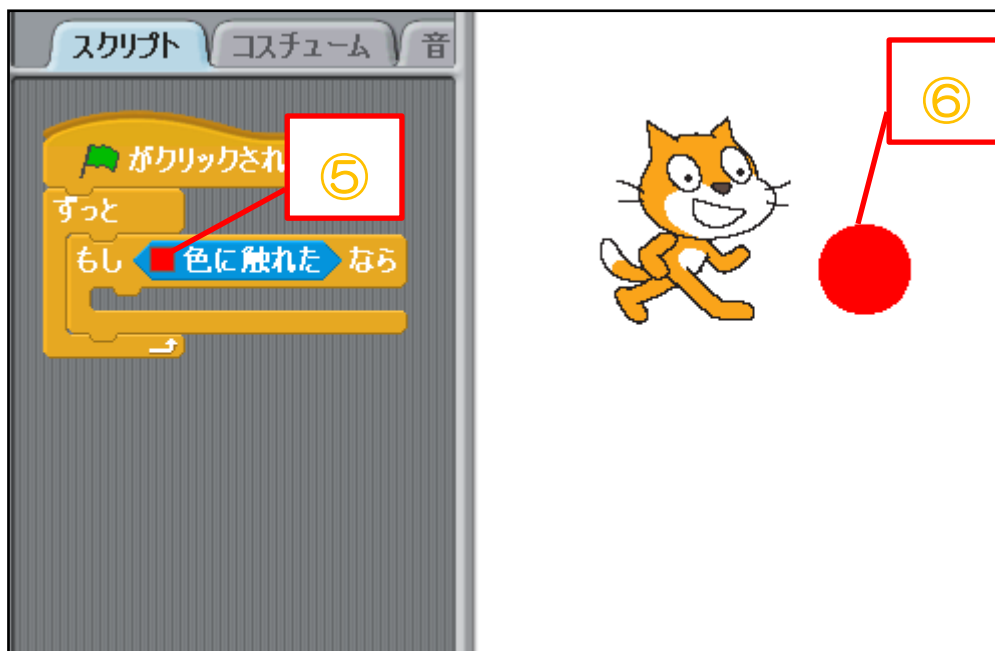 スクリプト コスチューム 音
がクリックされ
⑤
⑥
ずっと
もし 色に触れた なら